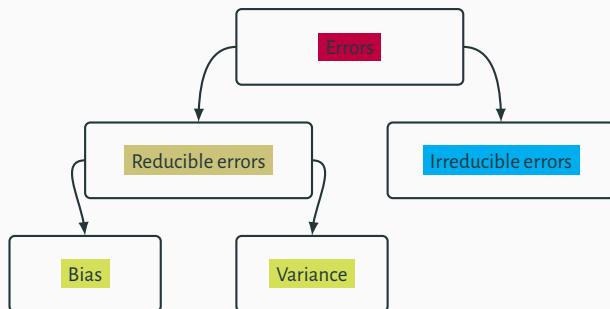 Errors
Reducible errors
Irreducible errors
Bias
Variance